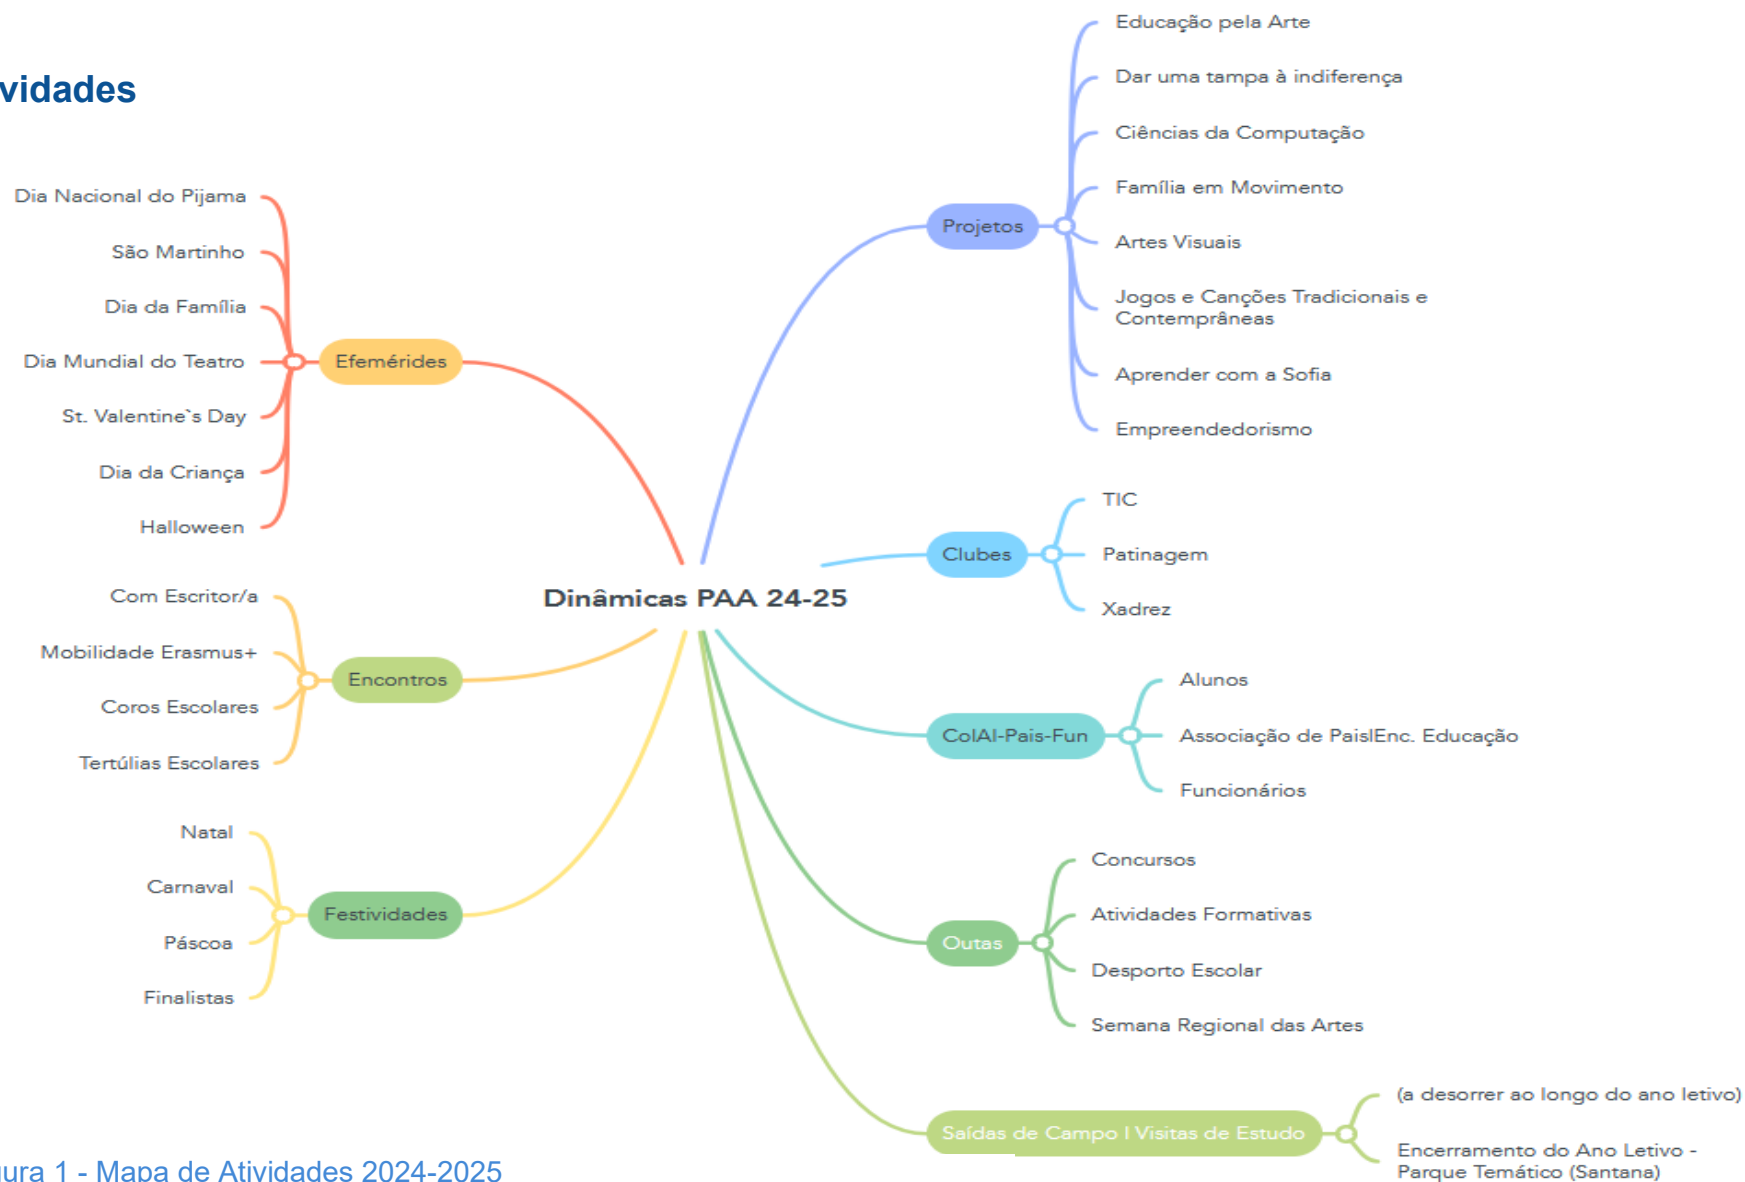 vidades
Dia Nacional do Pijama
São Martinho
Dia da Família
Dia Mundial do Teatro
St. Valentine`s Day
Dia da Criança
Halloween
Efemérides
Com Escritor/a
Mobilidade Erasmus+
Coros Escolares
Tertúlias Escolares
Encontros
Natal
Carnaval
Páscoa
Finalistas
Festividades
Dinâmicas PAA 24-25
Projetos
Educação pela Arte
Dar uma tampa à indiferença
Ciências da Computação
Família em Movimento
Artes Visuais
Jogos e Canções Tradicionais e
Contemprâneas
Aprender com a Sofia
Empreendedorismo
Clubes
TIC
Patinagem
Xadrez
ColAl-Pais-Fun
Alunos
Associação de Pais|Enc. Educação
Funcionários
Outas
Concursos
Atividades Formativas
Desporto Escolar
Semana Regional das Artes
Saídas de Campo I Visitas de Estudo
(a desorrer ao longo do ano letivo)
Encerramento do Ano Letivo -
Parque Temático (Santana)
ura 1 - Mapa de Atividades 2024-2025